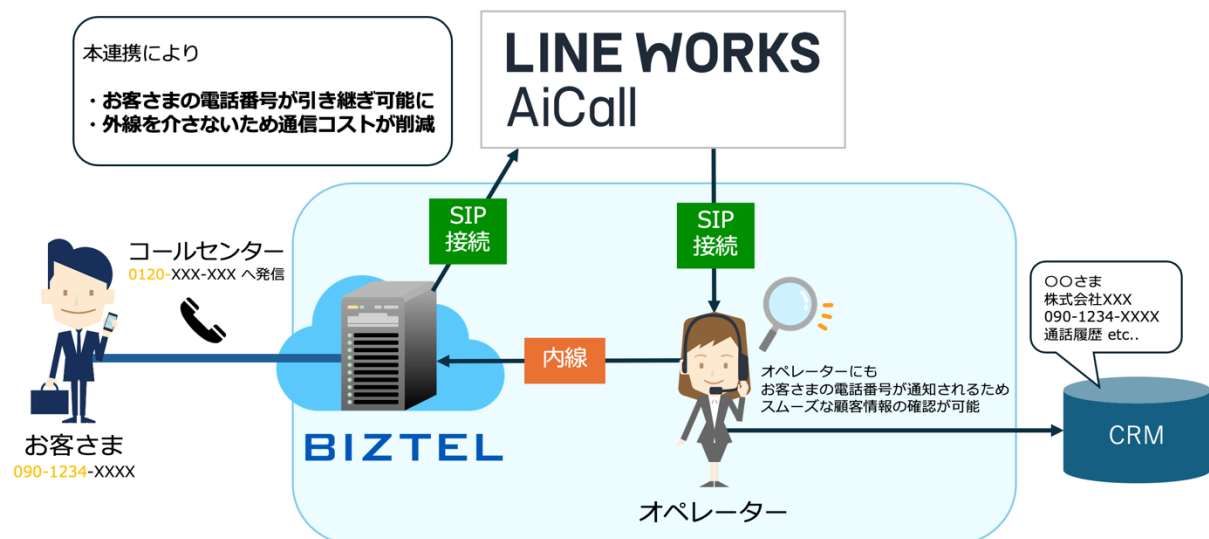 本連携により
・お客さまの電話番号が引き継ぎ可能に
・外線を介さないため通信コストが削減
LINE WORKS
AiCall
SIP
接続
SIP
接続
コールセンター
0120-XXX-XXX へ発信
〇〇さま
株式会社XXX
090-1234-XXXX
通話履歴 etc..
内線
オペレーターにも
お客さまの電話番号が通知されるため
スムーズな顧客情報の確認が可能
CRM
BIZTEL
お客さま
090-1234-XXXX
オペレーター